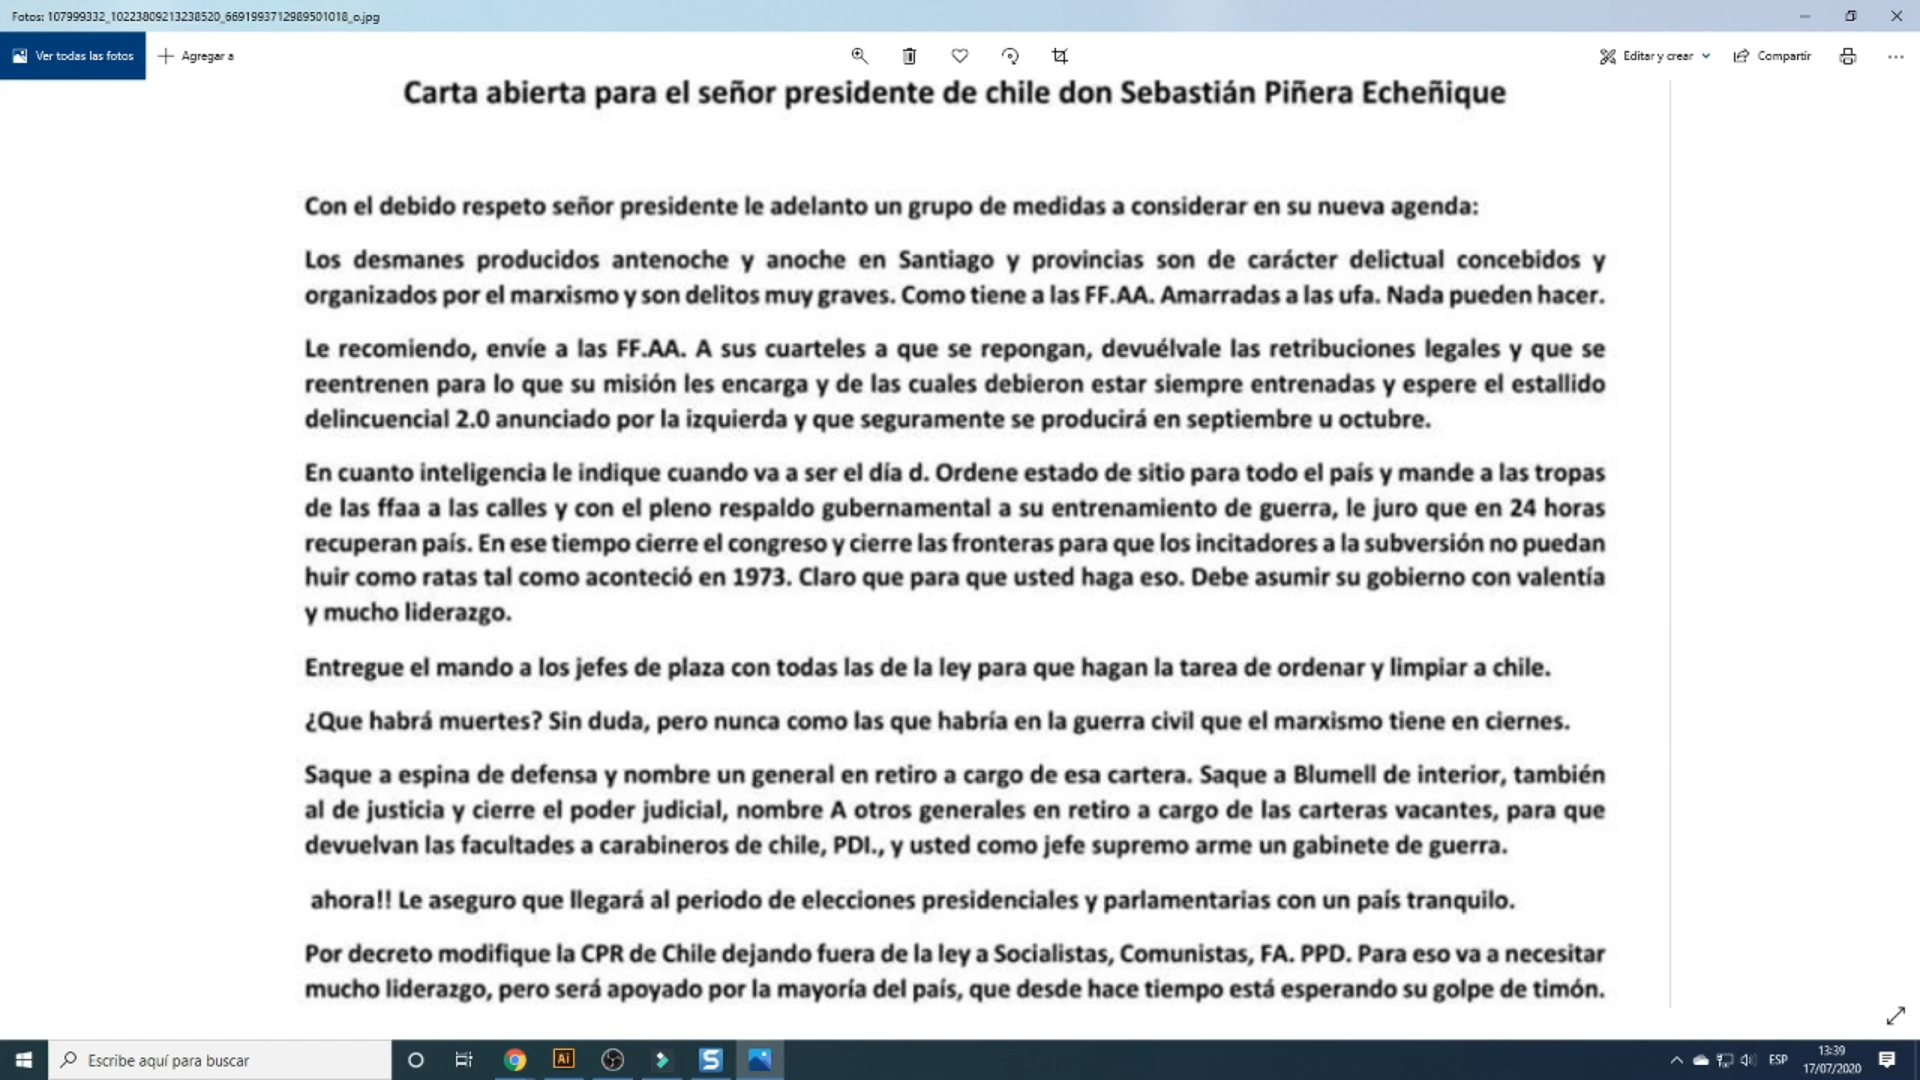 Fotos: 107999332_10223809213238520_6691993712989501018_o.jpg
Ver todas las fotos
Agregar a
Editar y crear
Compartir
Carta abierta para el señor presidente de chile don Sebastián Piñera Echeñique
Con el debido respeto señor presidente le adelanto un grupo de medidas a considerar en su nueva agenda:
Los desmanes producidos antenoche y anoche en Santiago y provincias son de carácter delictual concebidos y
organizados por el marxismo y son delitos muy graves. Como tiene a las FF.AA. Amarradas a las ufa. Nada pueden hacer.
Le recomiendo, envíe a las FF.AA. A sus cuarteles a que se repongan, devuélvale las retribuciones legales y que se
reentrenen para lo que su misión les encarga y de las cuales debieron estar siempre entrenadas y espere el estallido
delincuencial 2.0 anunciado por la izquierda y que seguramente se producirá en septiembre u octubre.
En cuanto inteligencia le indique cuando va a ser el día d. Ordene estado de sitio para todo el país y mande a las tropas
de las ffaa a las calles y con el pleno respaldo gubernamental a su entrenamiento de guerra, le juro que en 24 horas
recuperan país. En ese tiempo cierre el congreso y cierre las fronteras para que los incitadores a la subversión no puedan
huir como ratas tal como aconteció en 1973. Claro que para que usted haga eso. Debe asumir su gobierno con valentía
y mucho liderazgo.
Entregue el mando a los jefes de plaza con todas las de la ley para que hagan la tarea de ordenar y limpiar a chile.
¿Que habrá muertes? Sin duda, pero nunca como las que habría en la guerra civil que el marxismo tiene en ciernes.
Saque a espina de defensa y nombre un general en retiro a cargo de esa cartera. Saque a Blumell de interior, también
al de justicia y cierre el poder judicial, nombre A otros generales en retiro a cargo de las carteras vacantes, para que
devuelvan las facultades a carabineros de chile, PDI., y usted como jefe supremo arme un gabinete de guerra.
ahora!! Le aseguro que llegará al periodo de elecciones presidenciales y parlamentarias con un país tranquilo.
Por decreto modifique la CPR de Chile dejando fuera de la ley a Socialistas, Comunistas, FA. PPD. Para eso va a necesitar
mucho liderazgo, pero será apoyado por la mayoría del país, que desde hace tiempo está esperando su golpe de timón.
Escribe aquí para buscar
Ai
S
ESP
13:39
17/07/2020